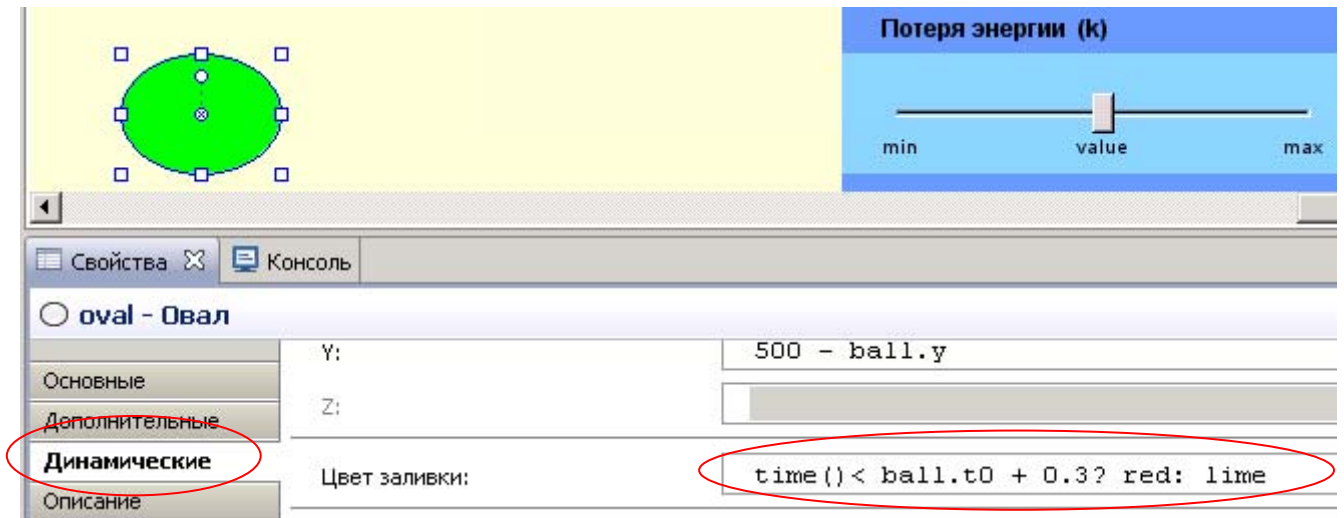 Потеря энергии (k)
min value max
Свойства Консоль
oval - Овал
Y: 500 - ball.y
Основные
Z:
Дополнительные
Динамические
Цвет заливки: time()< ball.t0 + 0.3? red: lime
Описание